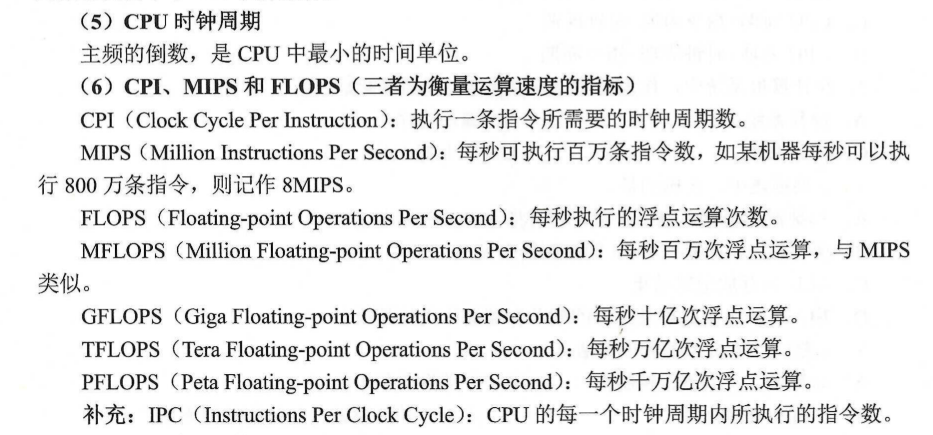 （5）CPU 时钟周期
主频的倒数，是 CPU 中最小的时间单位。
（6）CPI、MIPS 和 FLOPS（三者为衡量运算速度的指标）
CPI（Clock Cycle Per Instruction）：执行一条指令所需要的时钟周期数。
MIPS（Million Instructions Per Second）：每秒可执行百万条指令数，如某机器每秒可以执
行 800 万条指令，则记作 8MIPS。
FLOPS（Floating-point Operations Per Second）：每秒执行的浮点运算次数。
MFLOPS（Million Floating-point Operations Per Second）：每秒百万次浮点运算，与 MIPS
类似。
GFLOPS（Giga Floating-point Operations Per Second）：每秒十亿次浮点运算。
TFLOPS（Tera Floating-point Operations Per Second）：每秒万亿次浮点运算。
PFLOPS（Peta Floating-point Operations Per Second）：每秒千万亿次浮点运算。
补充：IPC（Instructions Per Clock Cycle）：CPU 的每一个时钟周期内所执行的指令数。